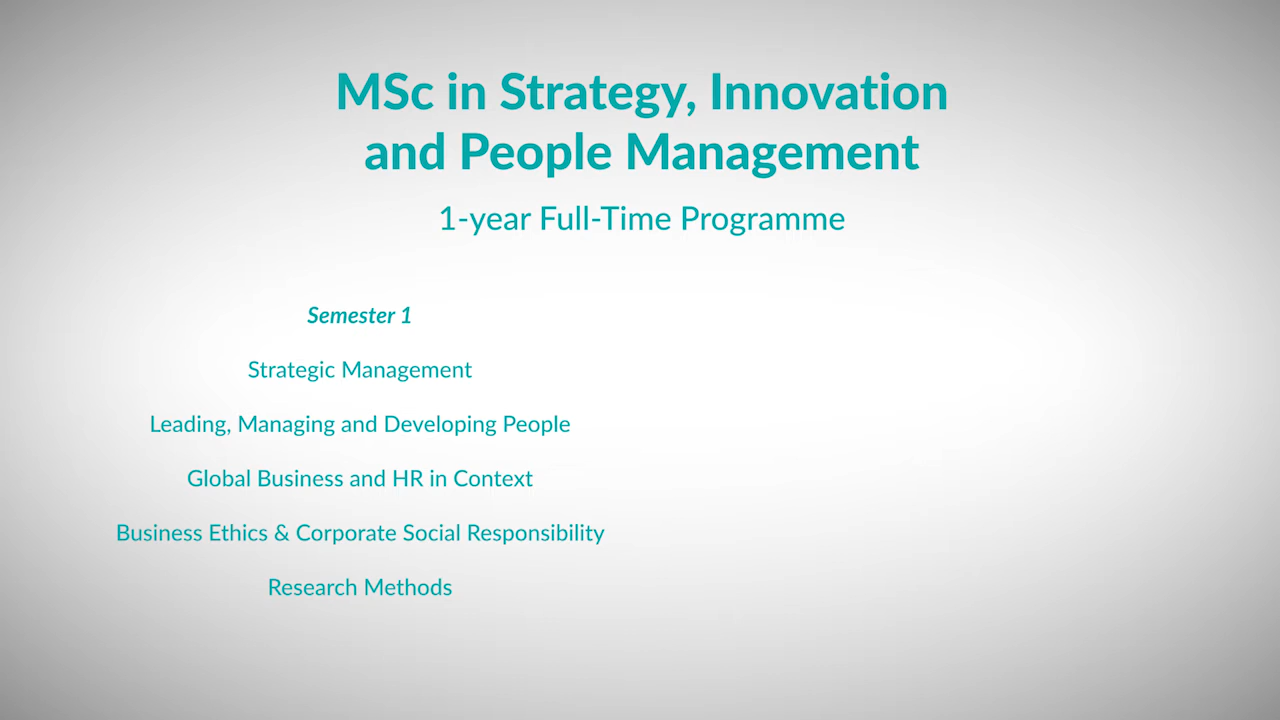 MSc in Strategy, Innovation
and People Management
1-year Full-Time Programme
Semester 1
Strategic Management
Leading, Managing and Developing People
Global Business and HR in Context
Business Ethics & Corporate Social Responsibility
Research Methods